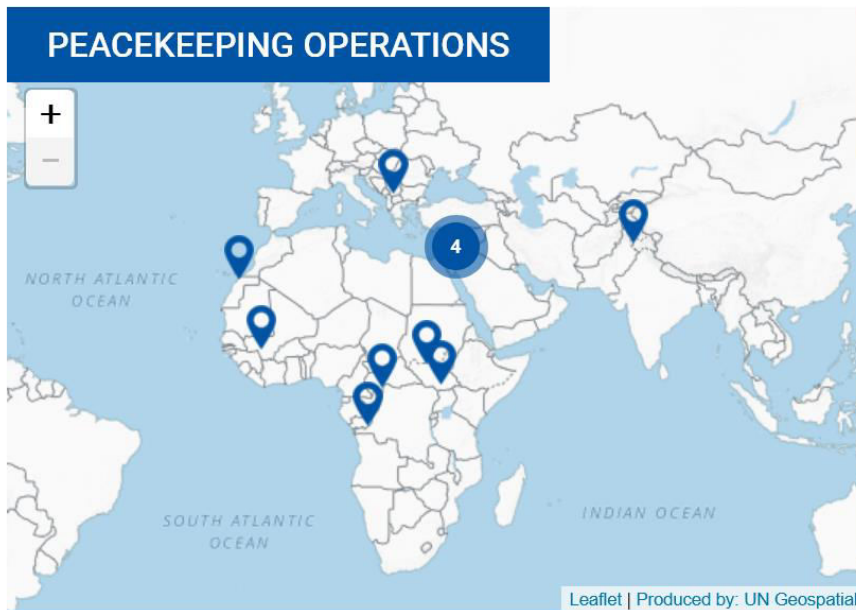 PEACEKEEPING OPERATIONS
+
−
4
NORTH ATLANTIC
OCEAN
SOUTH ATLANTIC
OCEAN
INDIAN OCEAN
Leaflet | Produced by: UN Geospatial